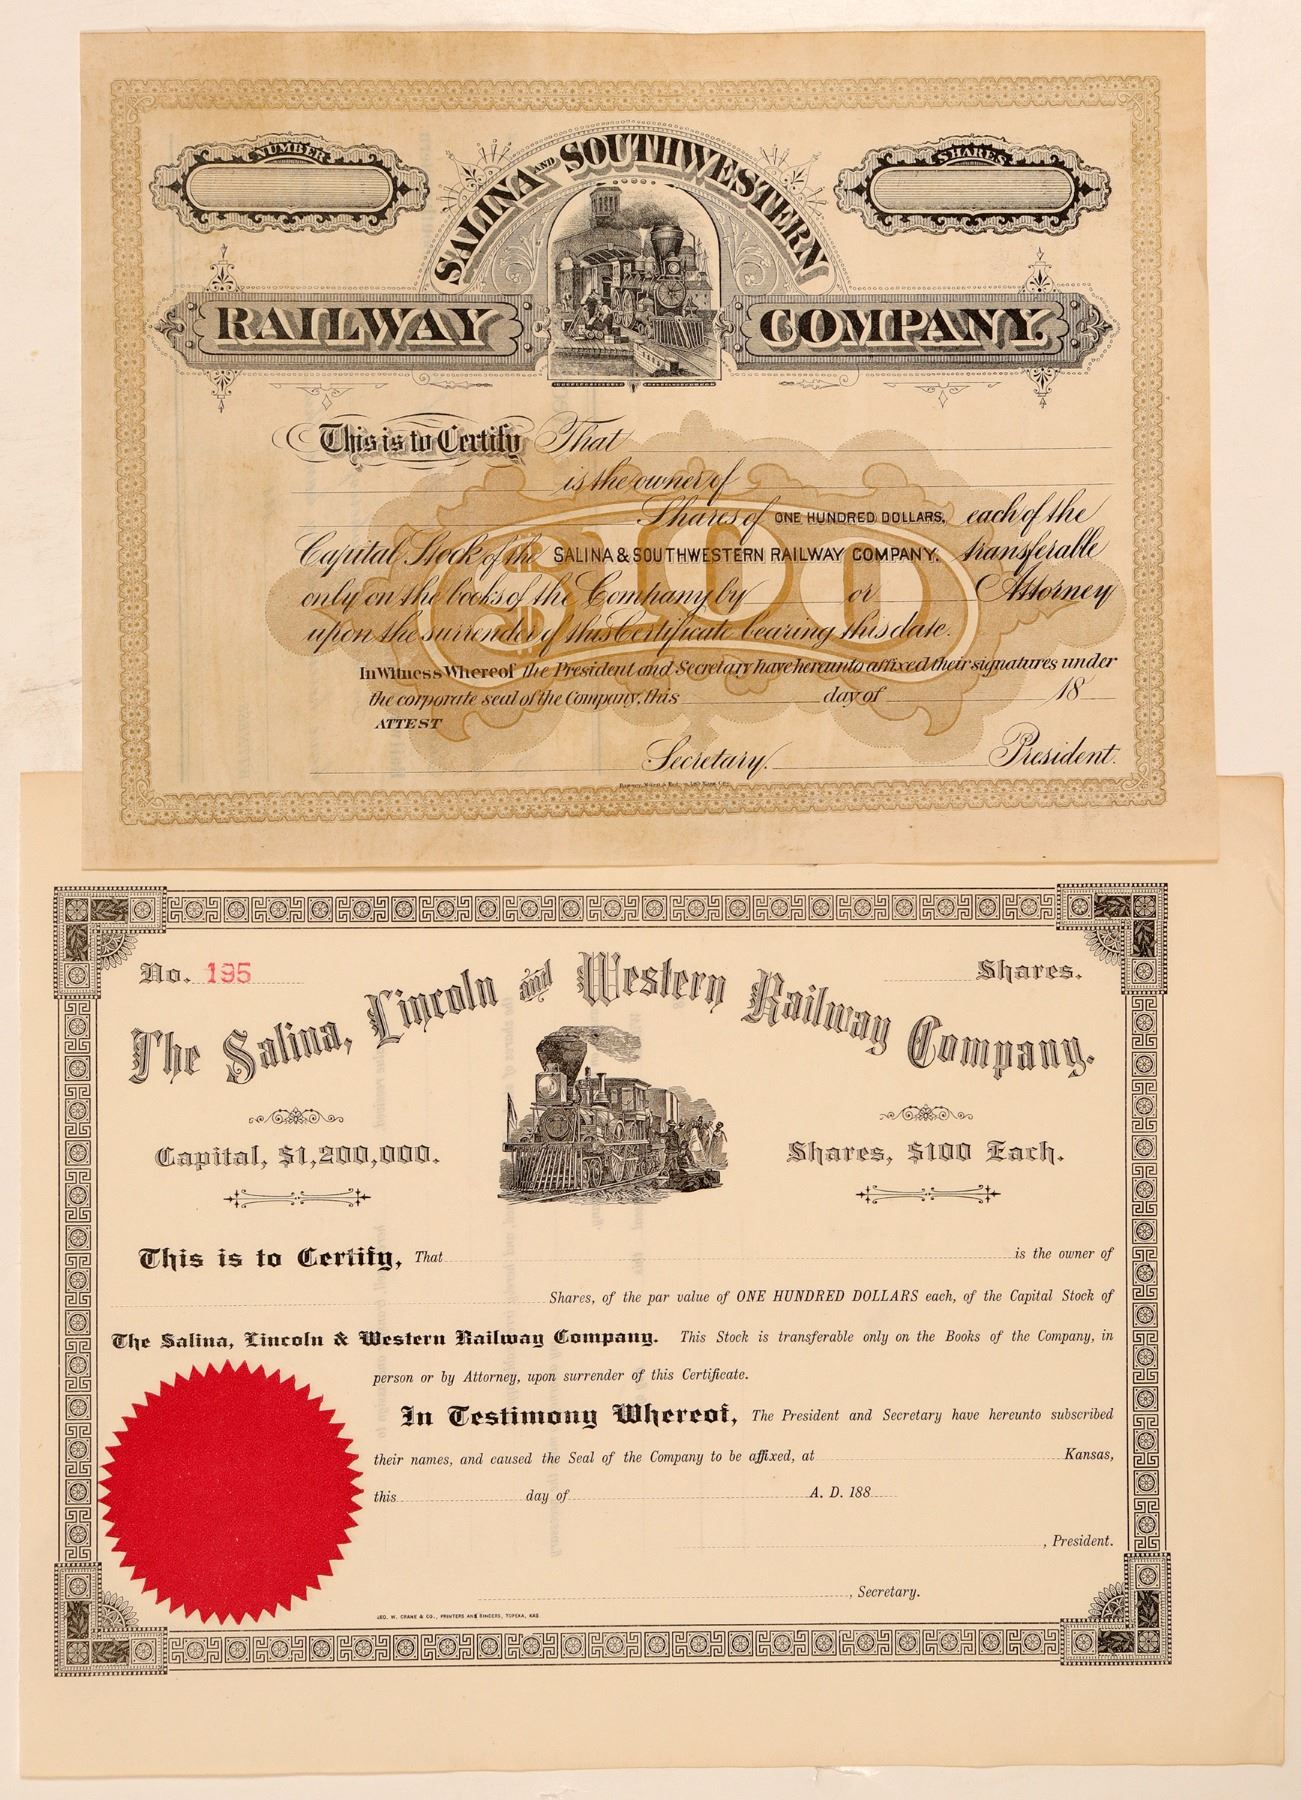 NUMBER
SHARES
SALINA AND SOUTHWESTERN
RAILWAY COMPANY.
This is to Certify That
is the owner of
Shares of ONE HUNDRED DOLLARS, each of the
Capital Stock of the SALINA & SOUTHWESTERN RAILWAY COMPANY, transferable
only on the books of the Company by or Attorney
upon the surrender of this Certificate bearing this date.
$100
In Witness Whereof the President and Secretary have hereunto affixed their signatures under
the corporate seal of the Company, this day of 18
ATTEST
Secretary. President.
No. 195 Shares.
The Salina, Lincoln and Western Railway Company.
Capital, $1,200,000. Shares, $100 Each.
This is to Certify, That is the owner of
Shares, of the par value of ONE HUNDRED DOLLARS each, of the Capital Stock of
The Salina, Lincoln & Western Railway Company. This Stock is transferable only on the Books of the Company, in
person or by Attorney, upon surrender of this Certificate.
In Testimony Whereof, The President and Secretary have hereunto subscribed
their names, and caused the Seal of the Company to be affixed, at Kansas,
this day of A. D. 188
, President.
, Secretary.
GEO. W. CRANE & CO., PRINTERS AND BINDERS, TOPEKA, KAS.